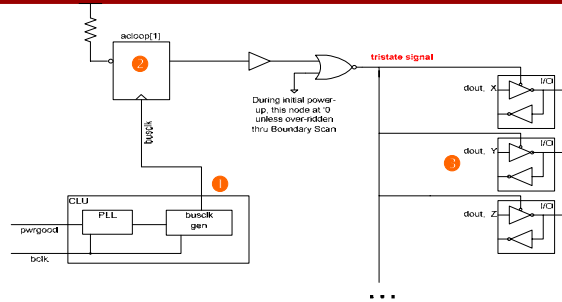 acloop[1]
2
tristate signal
I/O
dout, X
During initial power-
up, this node at '0
unless over-ridden
thru Boundary Scan
busclk
I/O
dout, Y
3
1
CLU
PLL
busclk
gen
I/O
dout, Z
pwrgood
bclk
...